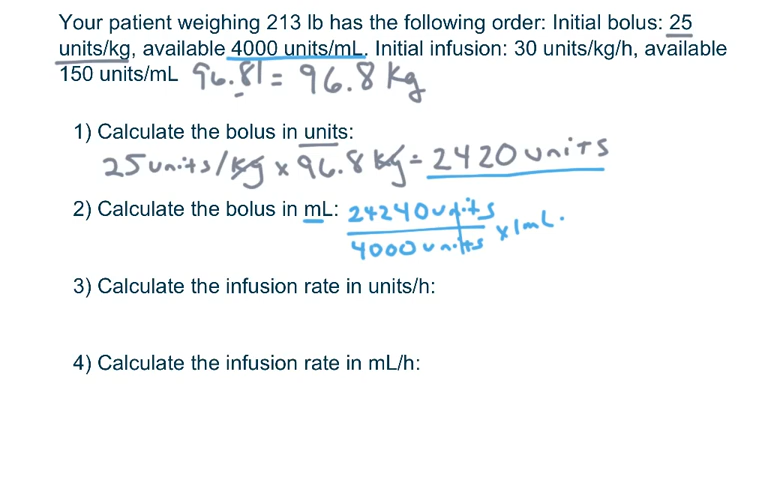 Your patient weighing 213 lb has the following order: Initial bolus: 25
units/kg, available 4000 units/mL. Initial infusion: 30 units/kg/h, available
150 units/mL 96.81 = 96.8 kg
1) Calculate the bolus in units:
25 units/kg x 96.8 kg = 2420 units
2) Calculate the bolus in mL: 24240 units
4000 units x 1mL.
3) Calculate the infusion rate in units/h:
4) Calculate the infusion rate in mL/h: